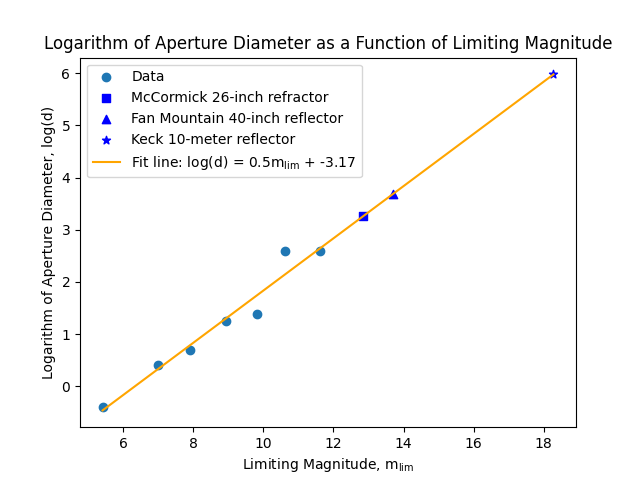 Logarithm of Aperture Diameter as a Function of Limiting Magnitude
Data
McCormick 26-inch refractor
Fan Mountain 40-inch reflector
Keck 10-meter reflector
Fit line: log(d) = 0.5m_lim + -3.17
Logarithm of Aperture Diameter, log(d)
6
5
4
3
2
1
0
6 8 10 12 14 16 18
Limiting Magnitude, m_lim